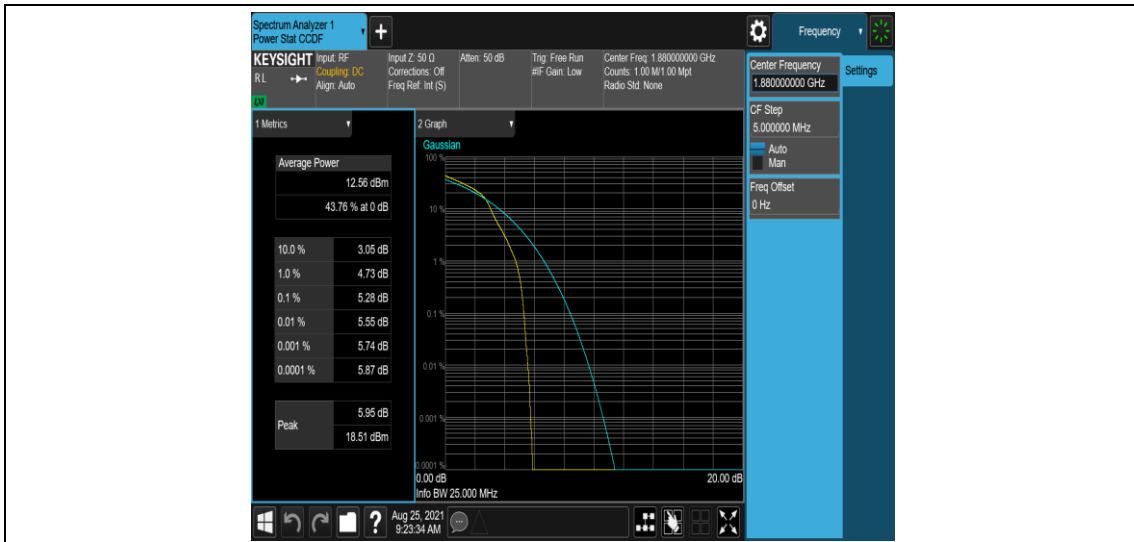 Spectrum Analyzer 1
Power Stat CCDF
Frequency
KEYSIGHT
RL
LXI
Input: RF
Coupling: DC
Align: Auto
Input Z: 50 Ω
Corrections: Off
Freq Ref: Int (S)
Atten: 50 dB
Trig: Free Run
#IF Gain: Low
Center Freq: 1.880000000 GHz
Counts: 1.00 M/1.00 Mpt
Radio Std: None
Center Frequency
1.880000000 GHz
Settings
CF Step
5.000000 MHz
Auto
Man
Freq Offset
0 Hz
1 Metrics
Average Power
12.56 dBm
43.76 % at 0 dB
10.0 % 3.05 dB
1.0 % 4.73 dB
0.1 % 5.28 dB
0.01 % 5.55 dB
0.001 % 5.74 dB
0.0001 % 5.87 dB
Peak
5.95 dB
18.51 dBm
2 Graph
Gaussian
100 %
10 %
1 %
0.1 %
0.01 %
0.001 %
0.0001 %
0.00 dB 20.00 dB
Info BW 25.000 MHz
?
Aug 25, 2021
9:23:34 AM